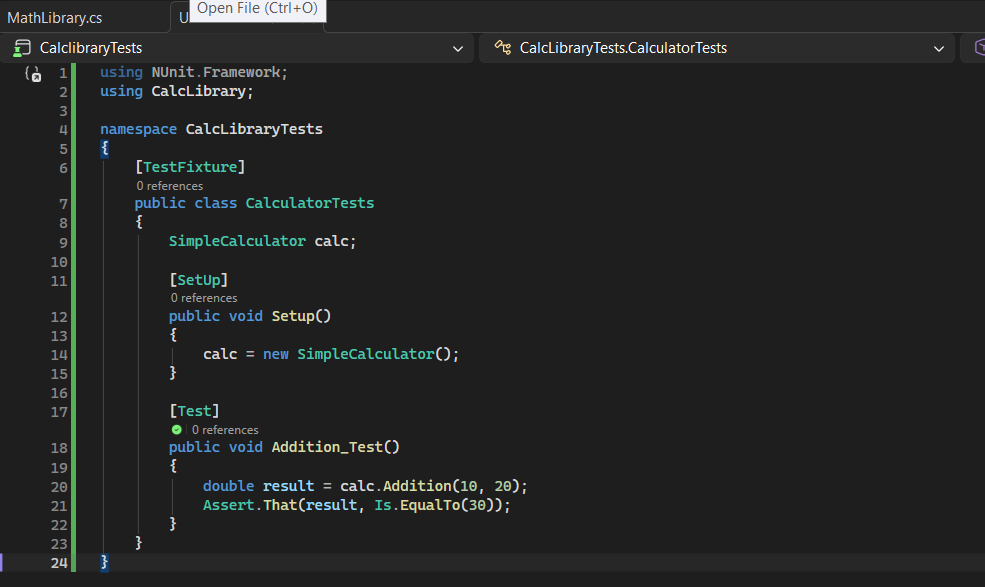 MathLibrary.cs
U
Open File (Ctrl+O)
CalclibraryTests
CalcLibraryTests.CalculatorTests
1 using NUnit.Framework;
2 using CalcLibrary;
3
4 namespace CalcLibraryTests
5 {
6 [TestFixture]
0 references
7 public class CalculatorTests
8 {
9 SimpleCalculator calc;
10
11 [SetUp]
0 references
12 public void Setup()
13 {
14 calc = new SimpleCalculator();
15 }
16
17 [Test]
0 references
18 public void Addition_Test()
19 {
20 double result = calc.Addition(10, 20);
21 Assert.That(result, Is.EqualTo(30));
22 }
23 }
24 }